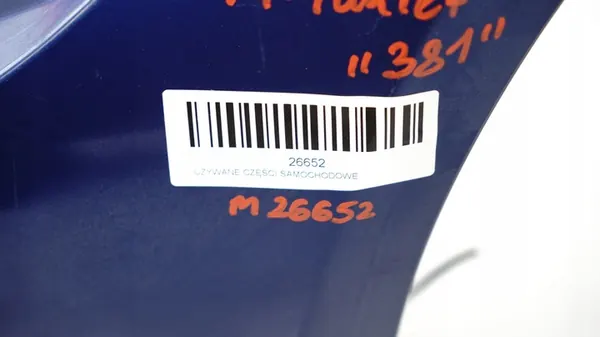 "381"
26652
UŻYWANE CZĘŚCI SAMOCHODOWE
M 26652